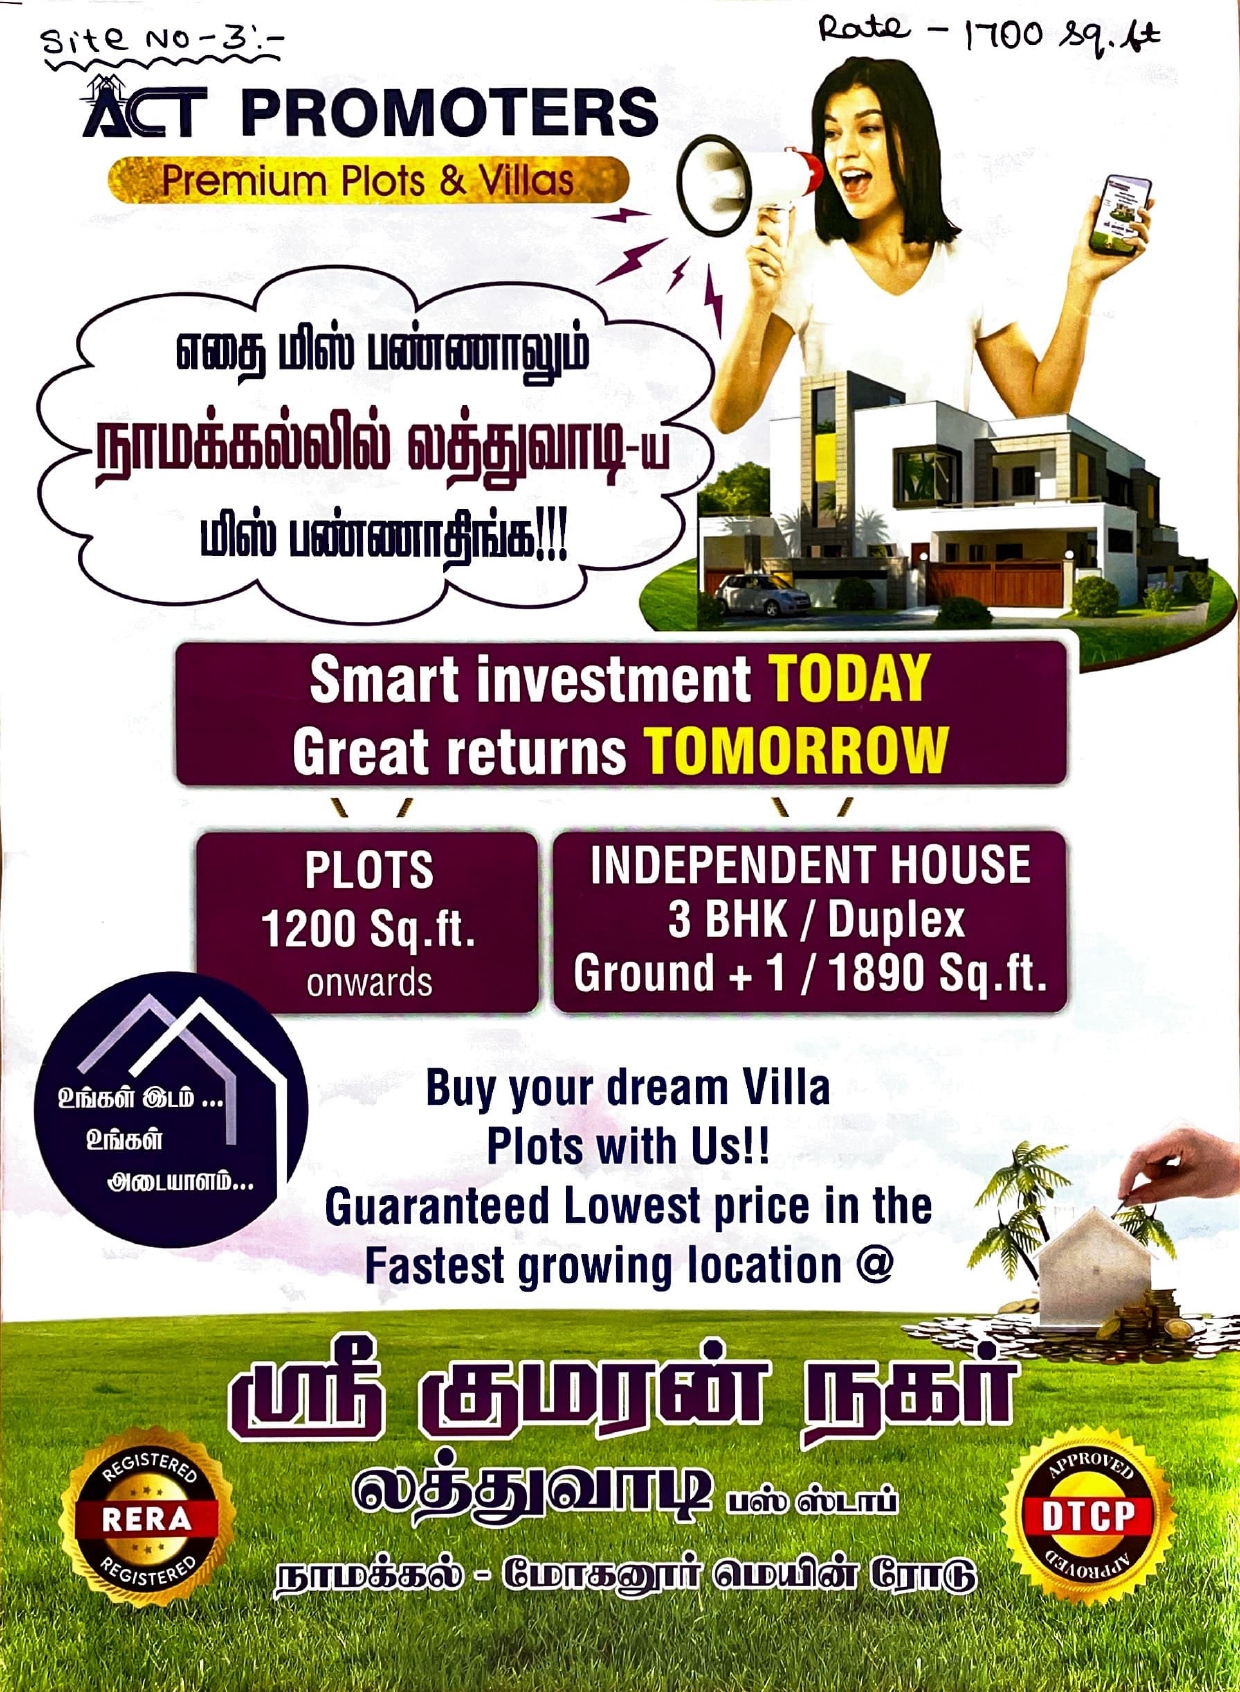 Site No - 3 :-
Rate - 1700 sq.ft
ACT PROMOTERS
Premium Plots & Villas
எதை மிஸ் பண்ணாலும்
நாமக்கல்லில் லத்துவாடி-ய
மிஸ் பண்ணாதிங்க!!!
Smart investment TODAY
Great returns TOMORROW
PLOTS
1200 Sq.ft.
onwards
INDEPENDENT HOUSE
3 BHK / Duplex
Ground + 1 / 1890 Sq.ft.
உங்கள் இடம் ...
உங்கள்
அடையாளம்...
Buy your dream Villa
Plots with Us!!
Guaranteed Lowest price in the
Fastest growing location @
ஸ்ரீ குமரன் நகர்
லத்துவாடி பஸ் ஸ்டாப்
நாமக்கல் - மோகனூர் மெயின் ரோடு
REGISTERED
RERA
REGISTERED
APPROVED
DTCP
APPROVED